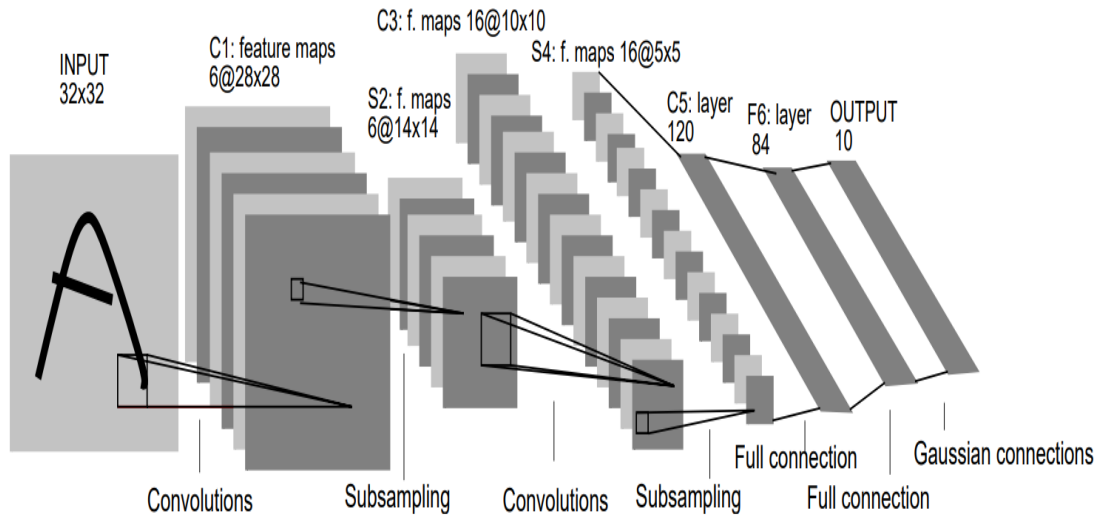 INPUT
32x32
C1: feature maps
6@28x28
S2: f. maps
6@14x14
C3: f. maps 16@10x10
S4: f. maps 16@5x5
C5: layer
120
F6: layer
84
OUTPUT
10
Convolutions
Subsampling
Convolutions
Subsampling
Full connection
Full connection
Gaussian connections
A